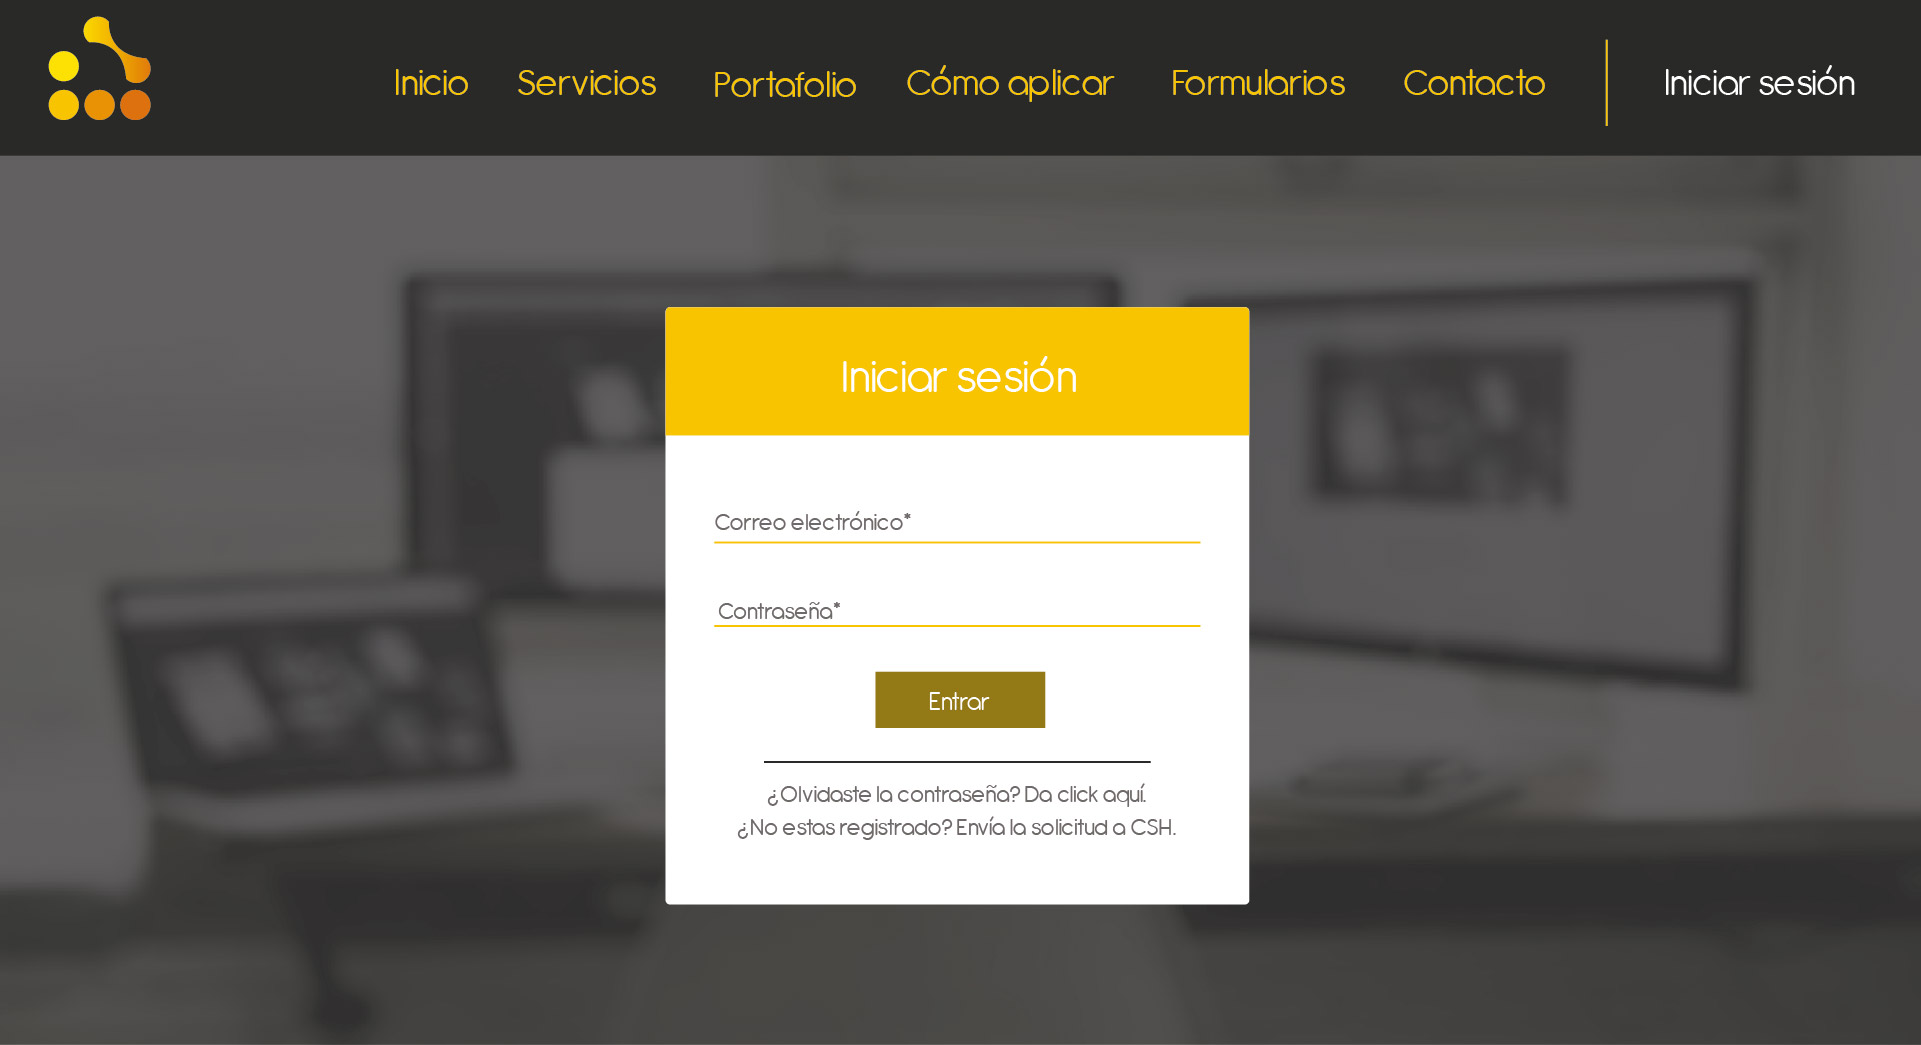 Inicio Servicios Portafolio Cómo aplicar Formularios Contacto Iniciar sesión
Iniciar sesión
Correo electrónico*
Contraseña*
Entrar
¿Olvidaste la contraseña? Da click aquí.
¿No estas registrado? Envía la solicitud a CSH.